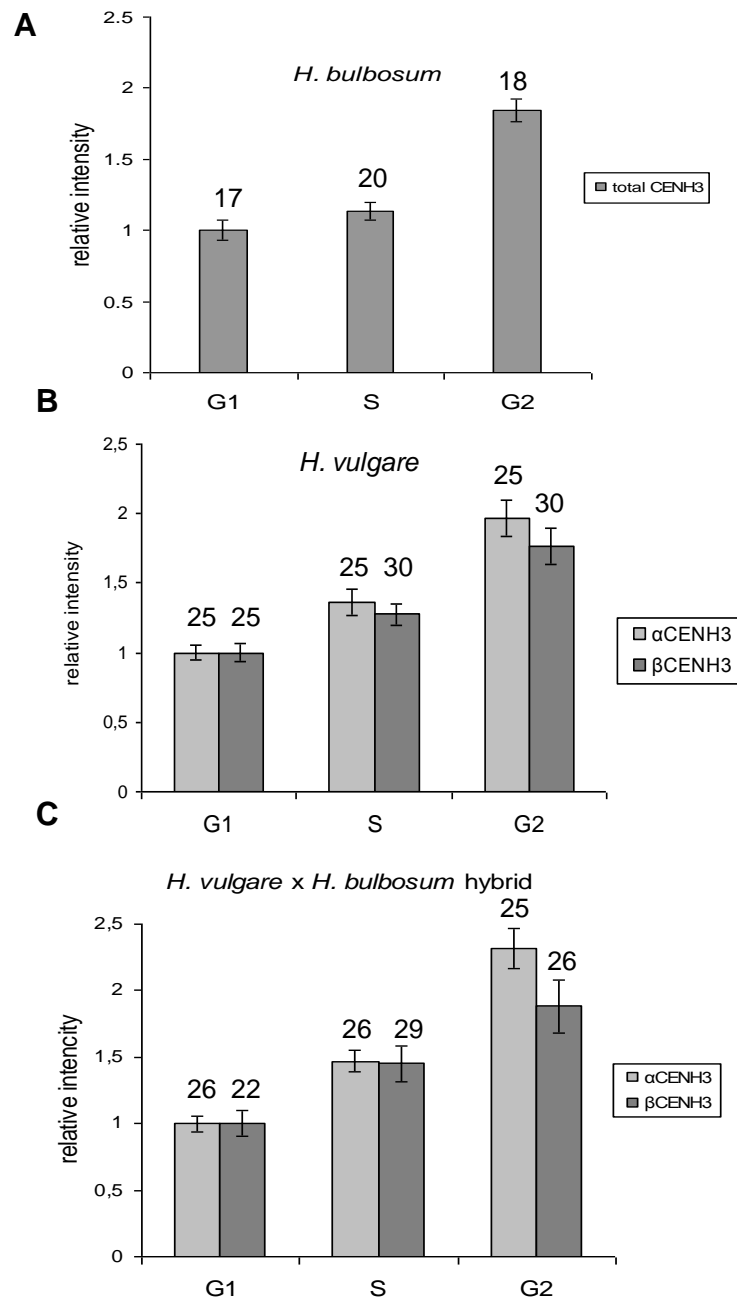 A
H. bulbosum
relative intensity
2.5
2
1.5
1
0.5
0
17
20
18
G1 S G2
total CENH3
B
H. vulgare
relative intensity
2,5
2
1,5
1
0,5
0
25 25
25 30
25
30
G1 S G2
αCENH3
βCENH3
C
H. vulgare x H. bulbosum hybrid
relative intencity
2,5
2
1,5
1
0,5
0
26 22
26 29
25
26
G1 S G2
αCENH3
βCENH3